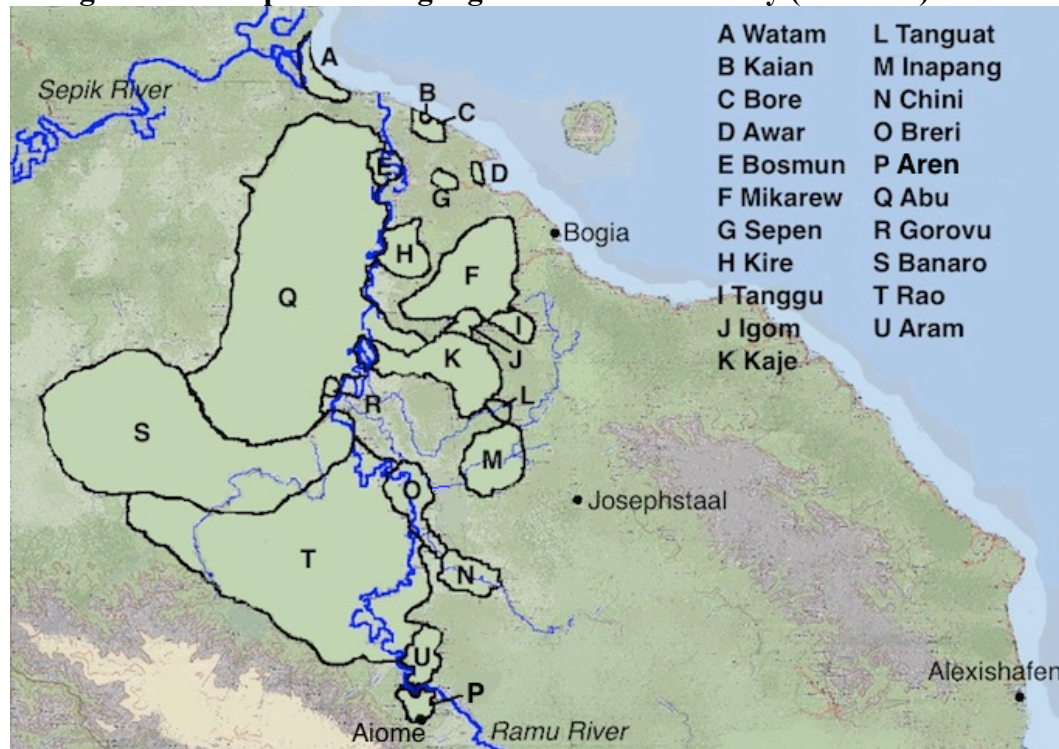 Sepik River
A
B
C
E
D
G
Bogia
H
F
Q
I
J
K
L
R
S
M
O
Josephstaal
T
N
U
P
Alexishafen
Aiome
Ramu River
A Watam
B Kaian
C Bore
D Awar
E Bosmun
F Mikarew
G Sepen
H Kire
I Tanggu
J Igom
K Kaje
L Tanguat
M Inapang
N Chini
O Breri
P Aren
Q Abu
R Gorovu
S Banaro
T Rao
U Aram